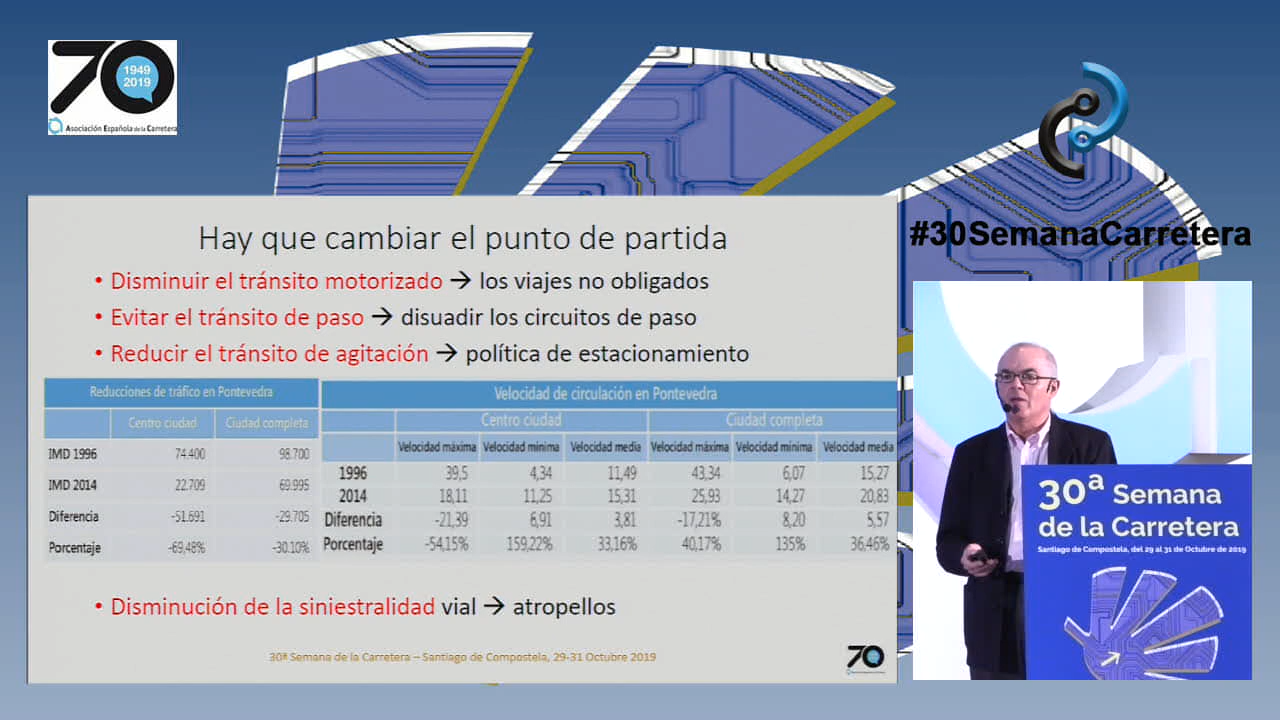 70
1949
2019
Asociación Española de la Carretera
#30SemanaCarretera
Hay que cambiar el punto de partida
• Disminuir el tránsito motorizado → los viajes no obligados
• Evitar el tránsito de paso → disuadir los circuitos de paso
• Reducir el tránsito de agitación → política de estacionamiento
Reducciones de tráfico en Pontevedra
Centro ciudad Ciudad completa
IMD 1996 74.400 98.700
IMD 2014 22.709 69.995
Diferencia -51.691 -29.705
Porcentaje -69,48% -30.10%
Velocidad de circulación en Pontevedra
Centro ciudad Ciudad completa
Velocidad máxima Velocidad mínima Velocidad media Velocidad máxima Velocidad mínima Velocidad media
1996 39,5 4,34 11,49 43,34 6,07 15,27
2014 18,11 11,25 15,31 25,93 14,27 20,83
Diferencia -21,39 6,91 3,81 -17,21% 8,20 5,57
Porcentaje -54,15% 159,22% 33,16% 40,17% 135% 36,46%
• Disminución de la siniestralidad vial → atropellos
30ª Semana de la Carretera – Santiago de Compostela, 29-31 Octubre 2019
70
30ª Semana
de la Carretera
Santiago de Compostela, del 29 al 31 de Octubre de 2019